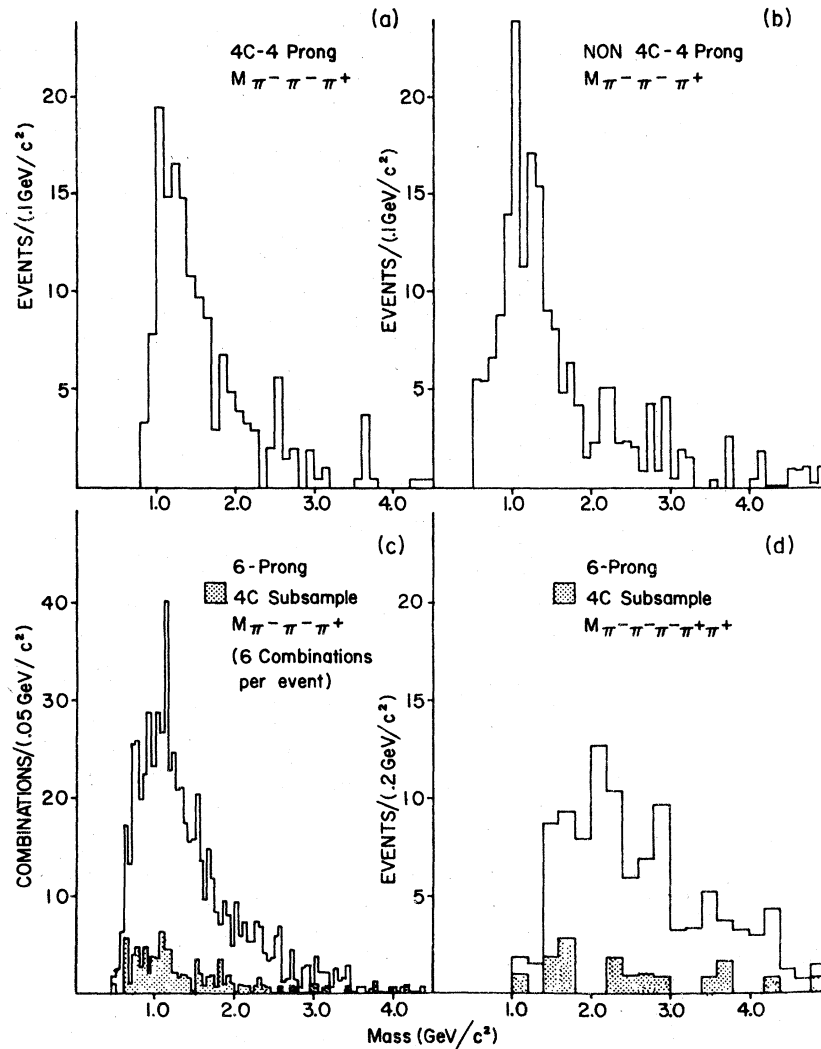 (a)
4C-4 Prong
M π⁻ π⁻ π⁺
EVENTS/(.1GeV/c²)
20
15
10
5
1.0 2.0 3.0 4.0
(b)
NON 4C-4 Prong
M π⁻ π⁻ π⁺
EVENTS/(.1GeV/c²)
20
15
10
5
1.0 2.0 3.0 4.0
(c)
6-Prong
4C Subsample
M π⁻ π⁻ π⁺
(6 Combinations
per event)
COMBINATIONS/(.05GeV/c²)
40
30
20
10
1.0 2.0 3.0 4.0
(d)
6-Prong
4C Subsample
M π⁻ π⁻ π⁻ π⁺ π⁺
EVENTS/(.2GeV/c²)
20
15
10
5
1.0 2.0 3.0 4.0
Mass (GeV/c²)